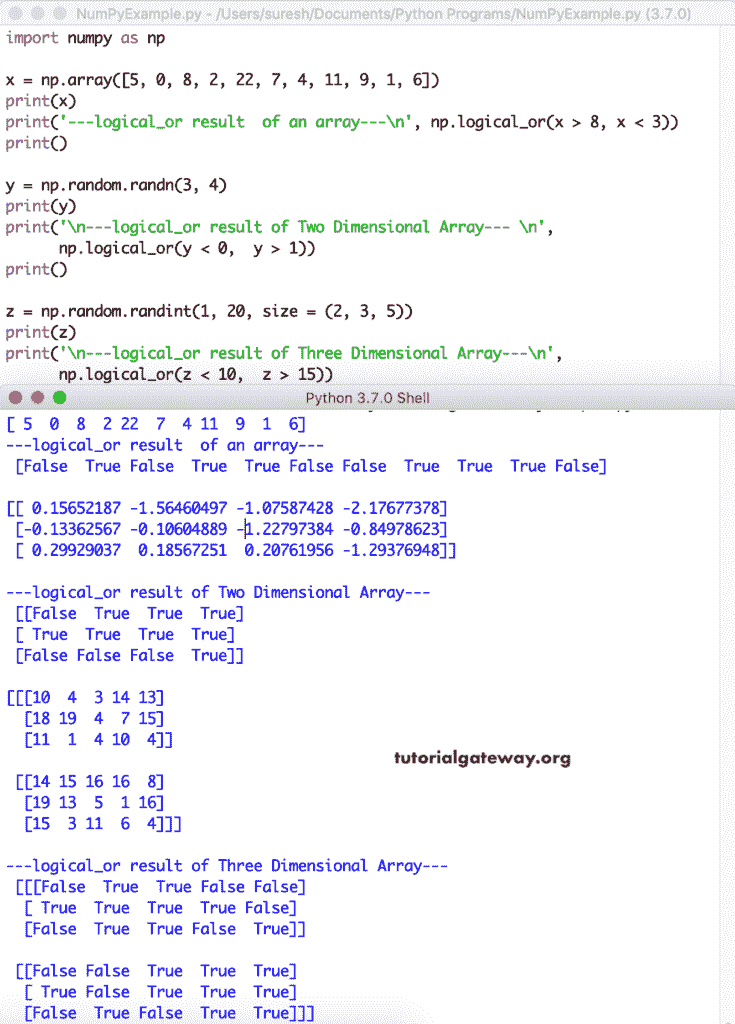 NumPyExample.py - /Users/suresh/Documents/Python Programs/NumPyExample.py (3.7.0)
import numpy as np
x = np.array([5, 0, 8, 2, 22, 7, 4, 11, 9, 1, 6])
print(x)
print('---logical_or result  of an array---\n', np.logical_or(x > 8, x < 3))
print()
y = np.random.randn(3, 4)
print(y)
print('\n---logical_or result of Two Dimensional Array--- \n',
      np.logical_or(y < 0,  y > 1))
print()
z = np.random.randint(1, 20, size = (2, 3, 5))
print(z)
print('\n---logical_or result of Three Dimensional Array---\n',
      np.logical_or(z < 10,  z > 15))
Python 3.7.0 Shell
[ 5  0  8  2 22  7  4 11  9  1  6]
---logical_or result  of an array---
 [False  True False  True  True False False  True  True  True False]
[[ 0.15652187 -1.56460497 -1.07587428 -2.17677378]
 [-0.13362567 -0.10604889 -1.22797384 -0.84978623]
 [ 0.29929037  0.18567251  0.20761956 -1.29376948]]
---logical_or result of Two Dimensional Array---
 [[False  True  True  True]
 [ True  True  True  True]
 [False False False  True]]
[[[10  4  3 14 13]
  [18 19  4  7 15]
  [11  1  4 10  4]]
tutorialgateway.org
 [[14 15 16 16  8]
  [19 13  5  1 16]
  [15  3 11  6  4]]]
---logical_or result of Three Dimensional Array---
 [[[False  True  True False False]
  [ True  True  True  True False]
  [False  True  True False  True]]
 [[False False  True  True  True]
  [ True False  True  True  True]
  [False  True False  True  True]]]